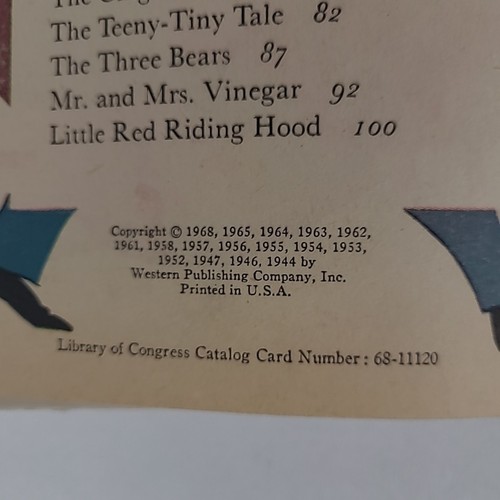 The Teeny-Tiny Tale 82
The Three Bears 87
Mr. and Mrs. Vinegar 92
Little Red Riding Hood 100
Copyright © 1968, 1965, 1964, 1963, 1962,
1961, 1958, 1957, 1956, 1955, 1954, 1953,
1952, 1947, 1946, 1944 by
Western Publishing Company, Inc.
Printed in U.S.A.
Library of Congress Catalog Card Number: 68-11120